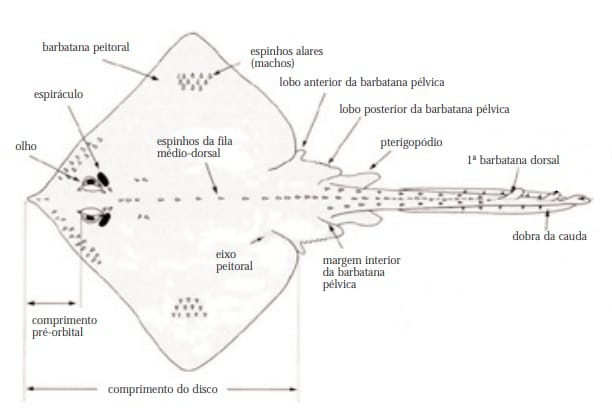 barbatana peitoral
espinhos alares
(machos)
lobo anterior da barbatana pélvica
espiráculo
lobo posterior da barbatana pélvica
olho
espinhos da fila
médio-dorsal
pterigopódio
1ª barbatana dorsal
dobra da cauda
eixo
peitoral
margem interior
da barbatana
pélvica
comprimento
pré-orbital
comprimento do disco